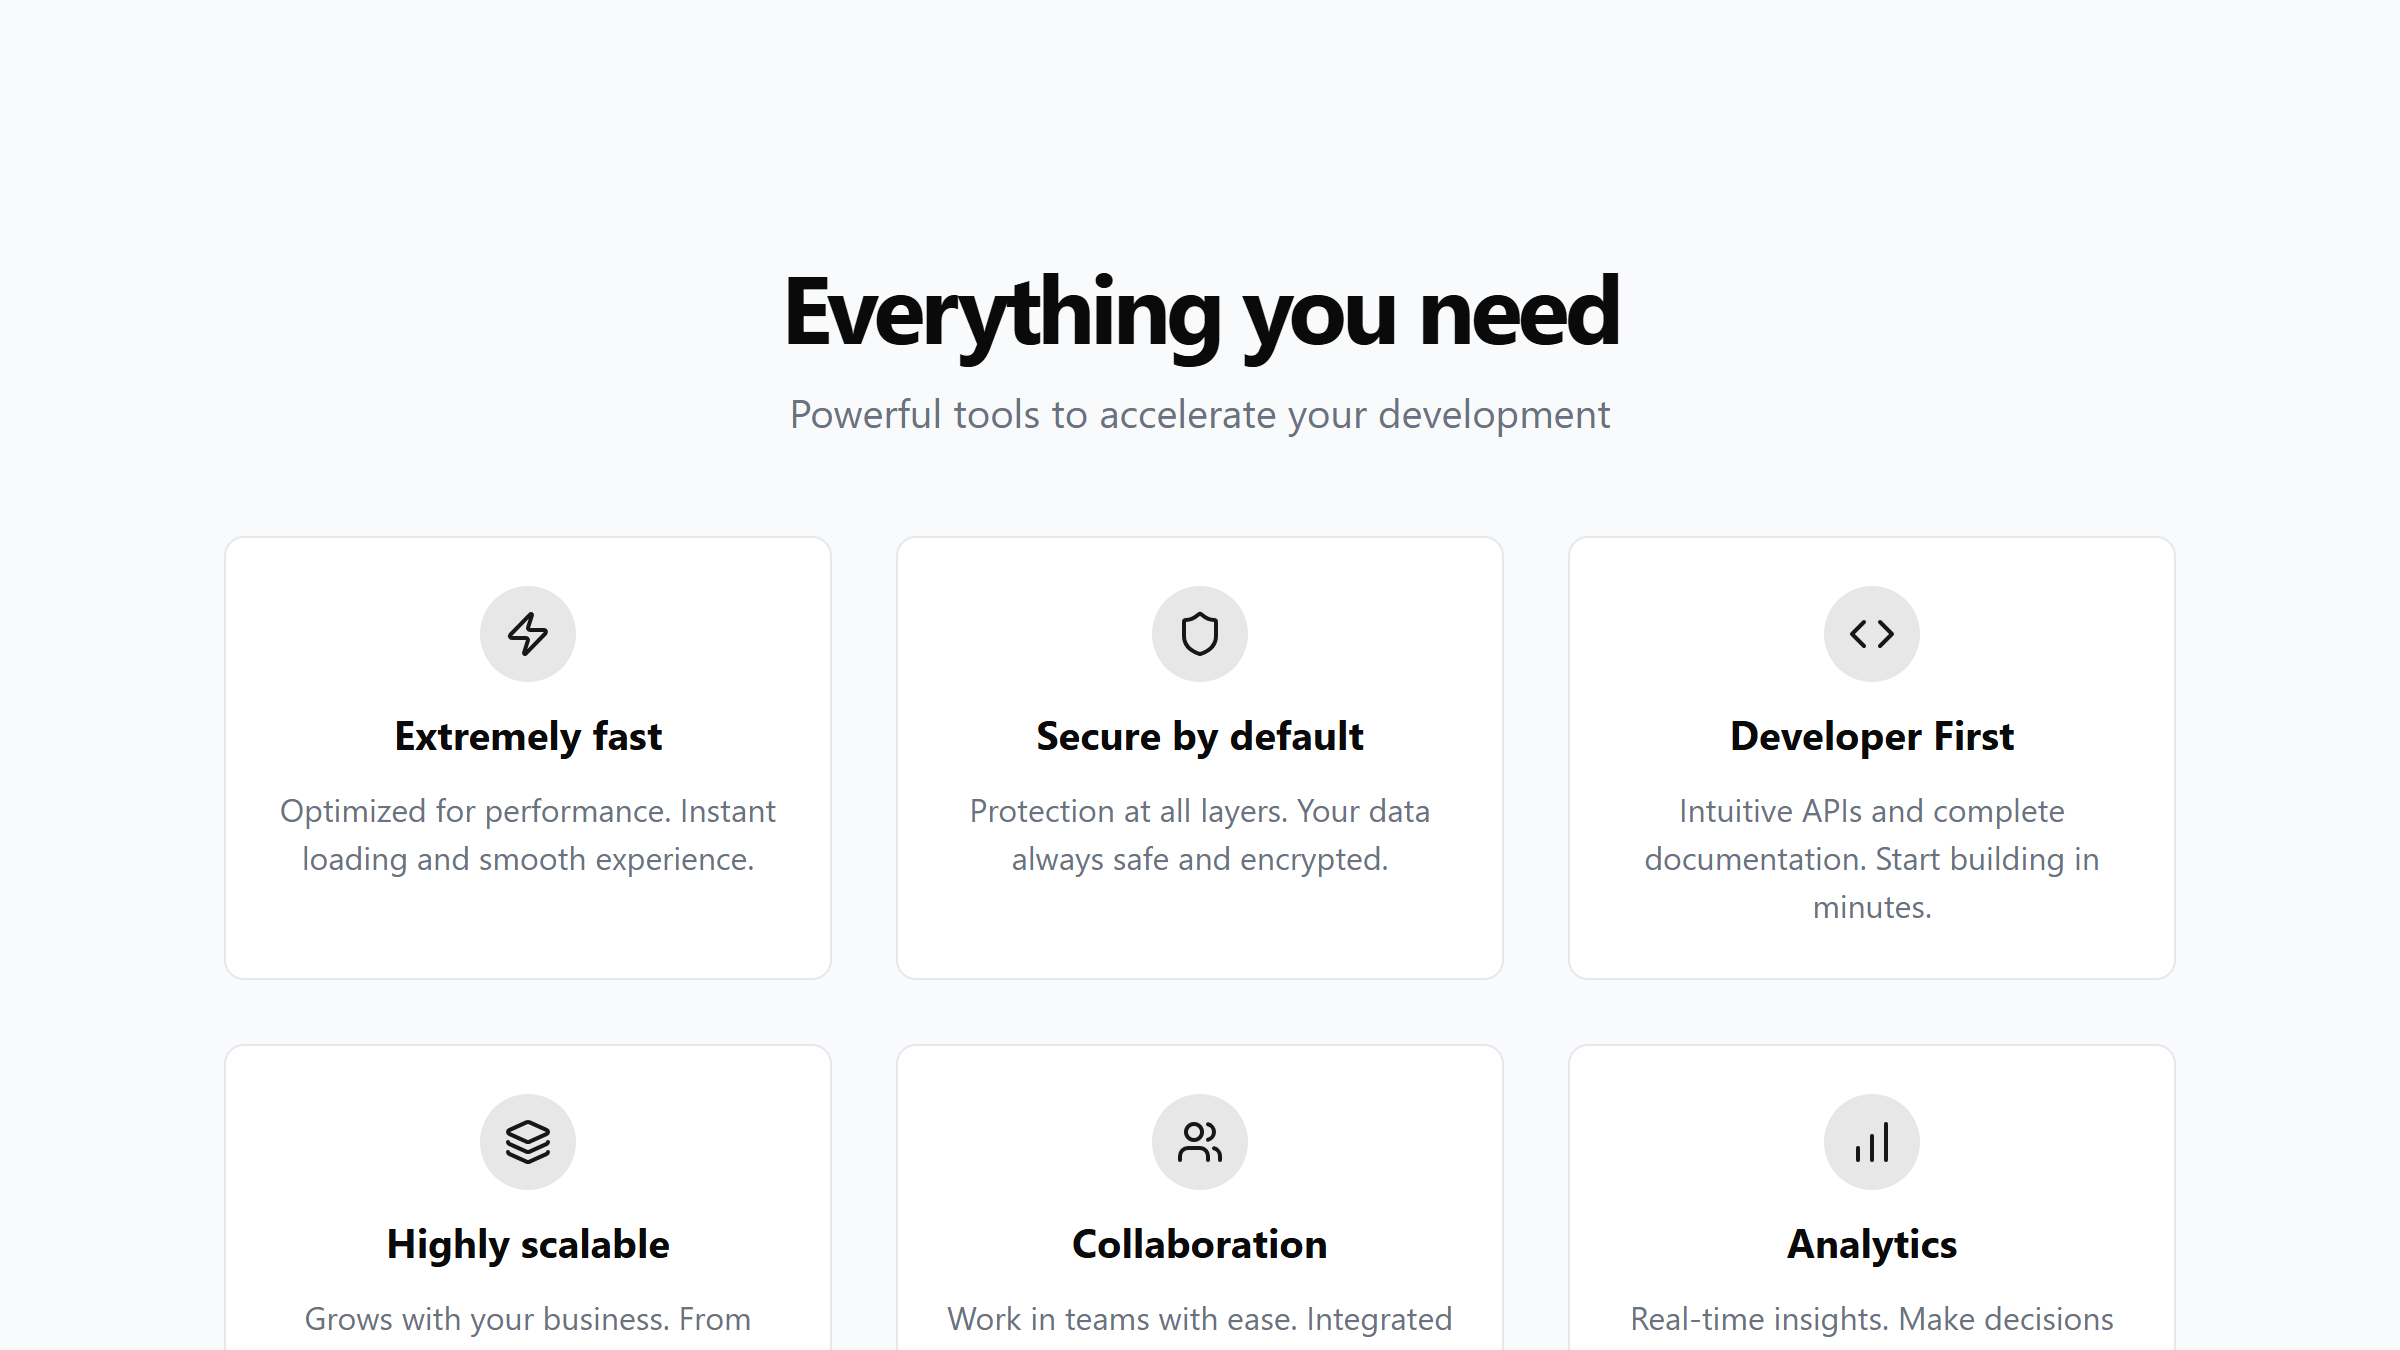 Everything you need
Powerful tools to accelerate your development
Extremely fast
Optimized for performance. Instant
loading and smooth experience.
Secure by default
Protection at all layers. Your data
always safe and encrypted.
Developer First
Intuitive APIs and complete
documentation. Start building in
minutes.
Highly scalable
Grows with your business. From
Collaboration
Work in teams with ease. Integrated
Analytics
Real-time insights. Make decisions